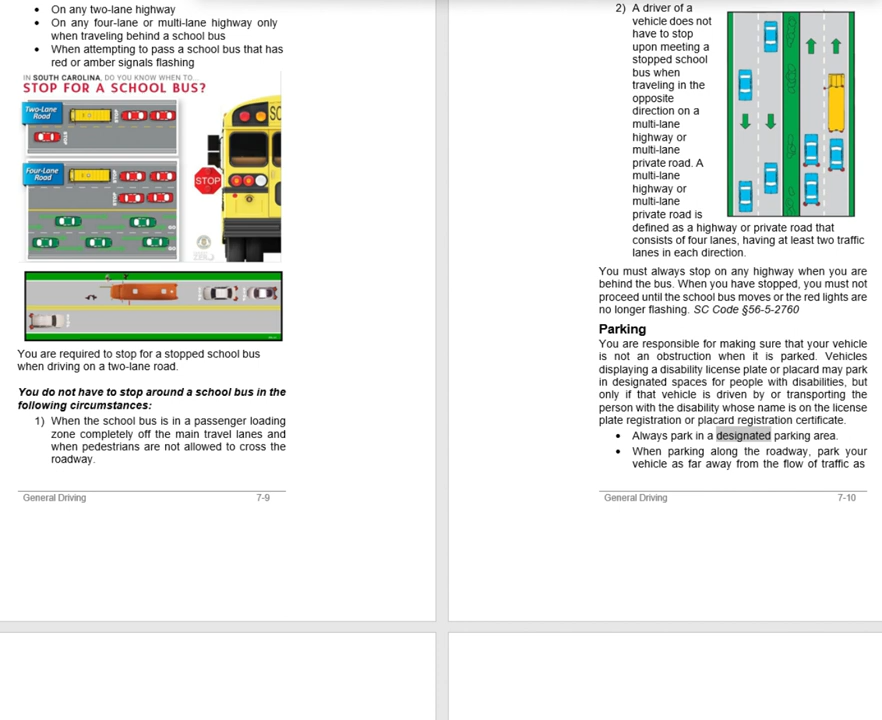 • On any two-lane highway
• On any four-lane or multi-lane highway only
when traveling behind a school bus
• When attempting to pass a school bus that has
red or amber signals flashing
IN SOUTH CAROLINA, DO YOU KNOW WHEN TO...
STOP FOR A SCHOOL BUS?
Two-Lane
Road
Four-Lane
Road
STOP
SC
You are required to stop for a stopped school bus
when driving on a two-lane road.
You do not have to stop around a school bus in the
following circumstances:
1) When the school bus is in a passenger loading
zone completely off the main travel lanes and
when pedestrians are not allowed to cross the
roadway.
General Driving 7-9
2) A driver of a
vehicle does not
have to stop
upon meeting a
stopped school
bus when
traveling in the
opposite
direction on a
multi-lane
highway or
multi-lane
private road. A
multi-lane
highway or
multi-lane
private road is
defined as a highway or private road that
consists of four lanes, having at least two traffic
lanes in each direction.
You must always stop on any highway when you are
behind the bus. When you have stopped, you must not
proceed until the school bus moves or the red lights are
no longer flashing. SC Code §56-5-2760
Parking
You are responsible for making sure that your vehicle
is not an obstruction when it is parked. Vehicles
displaying a disability license plate or placard may park
in designated spaces for people with disabilities, but
only if that vehicle is driven by or transporting the
person with the disability whose name is on the license
plate registration or placard registration certificate.
• Always park in a designated parking area.
• When parking along the roadway, park your
vehicle as far away from the flow of traffic as
General Driving 7-10